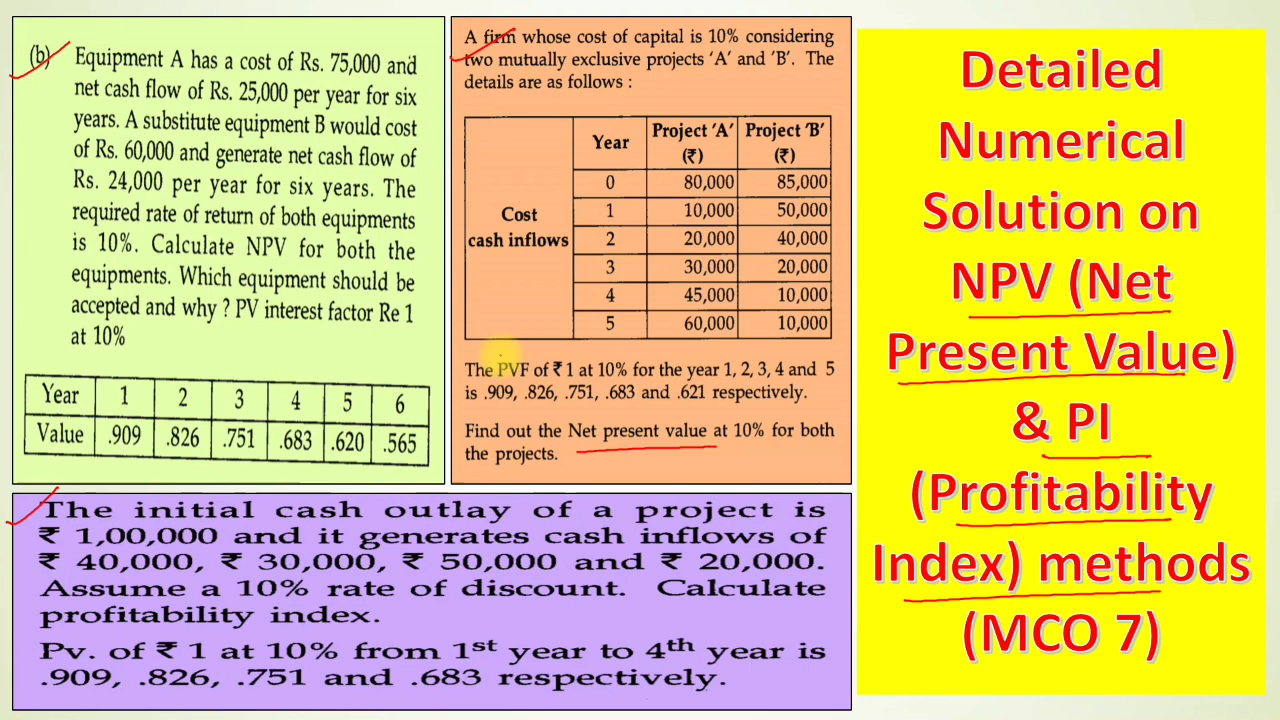 (b) Equipment A has a cost of Rs. 75,000 and
net cash flow of Rs. 25,000 per year for six
years. A substitute equipment B would cost
of Rs. 60,000 and generate net cash flow of
Rs. 24,000 per year for six years. The
required rate of return of both equipments
is 10%. Calculate NPV for both the
equipments. Which equipment should be
accepted and why ? PV interest factor Re 1
at 10%
Year 1 2 3 4 5 6
Value .909 .826 .751 .683 .620 .565
A firm whose cost of capital is 10% considering
two mutually exclusive projects 'A' and 'B'. The
details are as follows :
Year Project 'A' (₹) Project 'B' (₹)
Cost
cash inflows
0 80,000 85,000
1 10,000 50,000
2 20,000 40,000
3 30,000 20,000
4 45,000 10,000
5 60,000 10,000
The PVF of ₹ 1 at 10% for the year 1, 2, 3, 4 and 5
is .909, .826, .751, .683 and .621 respectively.
Find out the Net present value at 10% for both
the projects.
The initial cash outlay of a project is
₹ 1,00,000 and it generates cash inflows of
₹ 40,000, ₹ 30,000, ₹ 50,000 and ₹ 20,000.
Assume a 10% rate of discount. Calculate
profitability index.
Pv. of ₹ 1 at 10% from 1st year to 4th year is
.909, .826, .751 and .683 respectively.
Detailed
Numerical
Solution on
NPV (Net
Present Value)
& PI
(Profitability
Index) methods
(MCO 7)